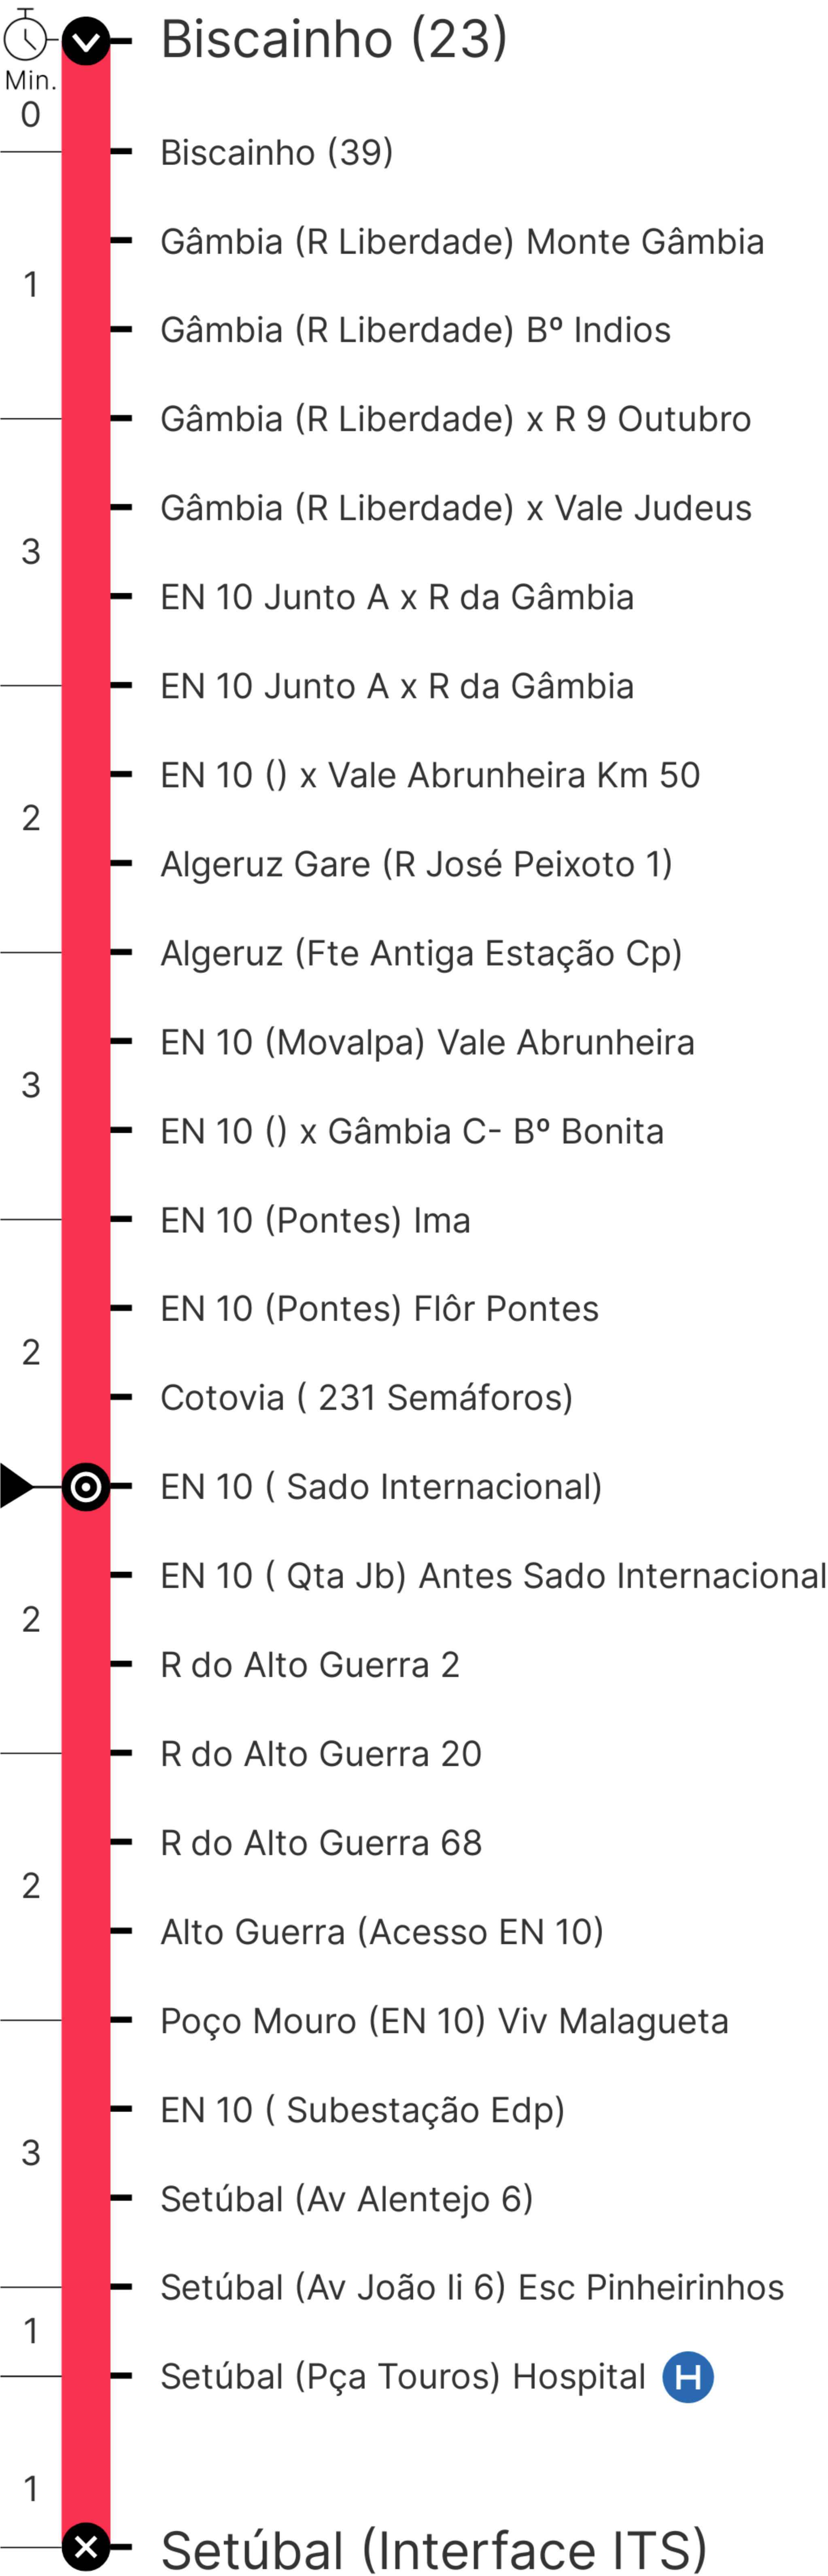 Biscainho (23)
Min.
0
Biscainho (39)
Gâmbia (R Liberdade) Monte Gâmbia
1
Gâmbia (R Liberdade) Bº Indios
Gâmbia (R Liberdade) x R 9 Outubro
Gâmbia (R Liberdade) x Vale Judeus
3
EN 10 Junto A x R da Gâmbia
EN 10 Junto A x R da Gâmbia
EN 10 () x Vale Abrunheira Km 50
2
Algeruz Gare (R José Peixoto 1)
Algeruz (Fte Antiga Estação Cp)
EN 10 (Movalpa) Vale Abrunheira
3
EN 10 () x Gâmbia C- Bº Bonita
EN 10 (Pontes) Ima
EN 10 (Pontes) Flôr Pontes
2
Cotovia ( 231 Semáforos)
EN 10 ( Sado Internacional)
EN 10 ( Qta Jb) Antes Sado Internacional
2
R do Alto Guerra 2
R do Alto Guerra 20
R do Alto Guerra 68
2
Alto Guerra (Acesso EN 10)
Poço Mouro (EN 10) Viv Malagueta
EN 10 ( Subestação Edp)
3
Setúbal (Av Alentejo 6)
Setúbal (Av João Ii 6) Esc Pinheirinhos
1
Setúbal (Pça Touros) Hospital H
1
Setúbal (Interface ITS)